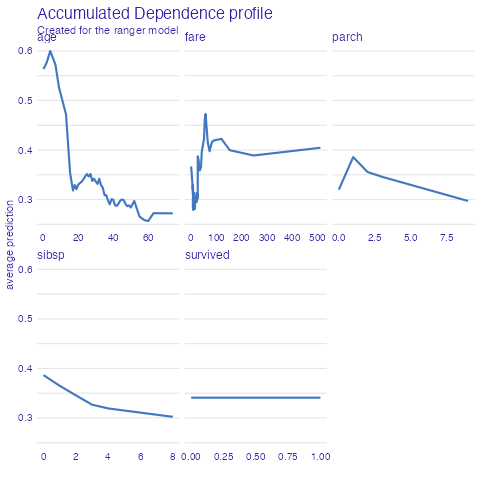 Accumulated Dependence profile
Created for the ranger model
age
fare
parch
average prediction
0.6
0.5
0.4
0.3
0 20 40 60
0 100 200 300 400 500
0.0 2.5 5.0 7.5
sibsp
survived
0.6
0.5
0.4
0.3
0 2 4 6 8
0.00 0.25 0.50 0.75 1.00